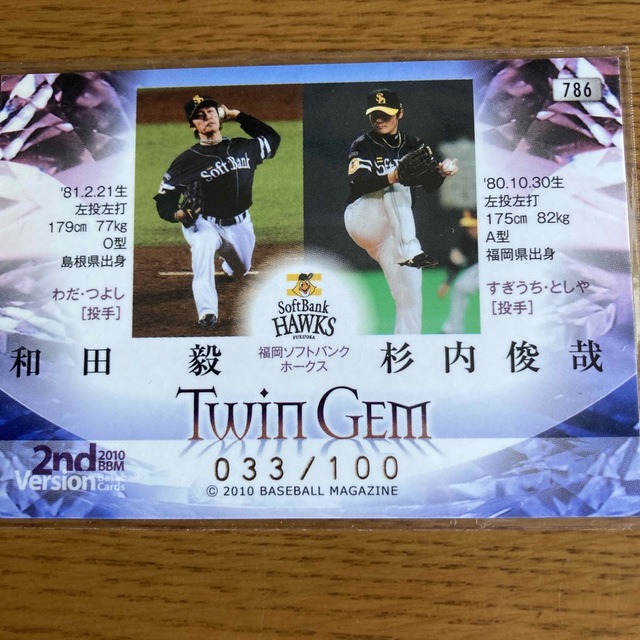 786
'81.2.21生
左投左打
179cm 77kg
O型
島根県出身
わだ・つよし
[投手]
SoftBank
'80.10.30生
左投左打
175cm 82kg
A型
福岡県出身
すぎうち・としや
[投手]
SoftBank
HAWKS
FUKUOKA
和田 毅
福岡ソフトバンク
ホークス
杉内俊哉
Twin Gem
033/100
© 2010 BASEBALL MAGAZINE
2nd Version
2010
BBM
Baseball
Cards